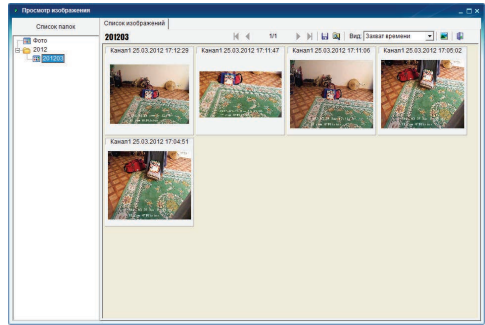 Просмотр изображения
Список папок
Список изображений
Фото
2012
201203
201203
1/1
Вид: Захват времени
Канал1 25.03.2012 17:12:29
Канал1 25.03.2012 17:11:47
Канал1 25.03.2012 17:11:06
Канал1 25.03.2012 17:05:02
Канал1 25.03.2012 17:04:51